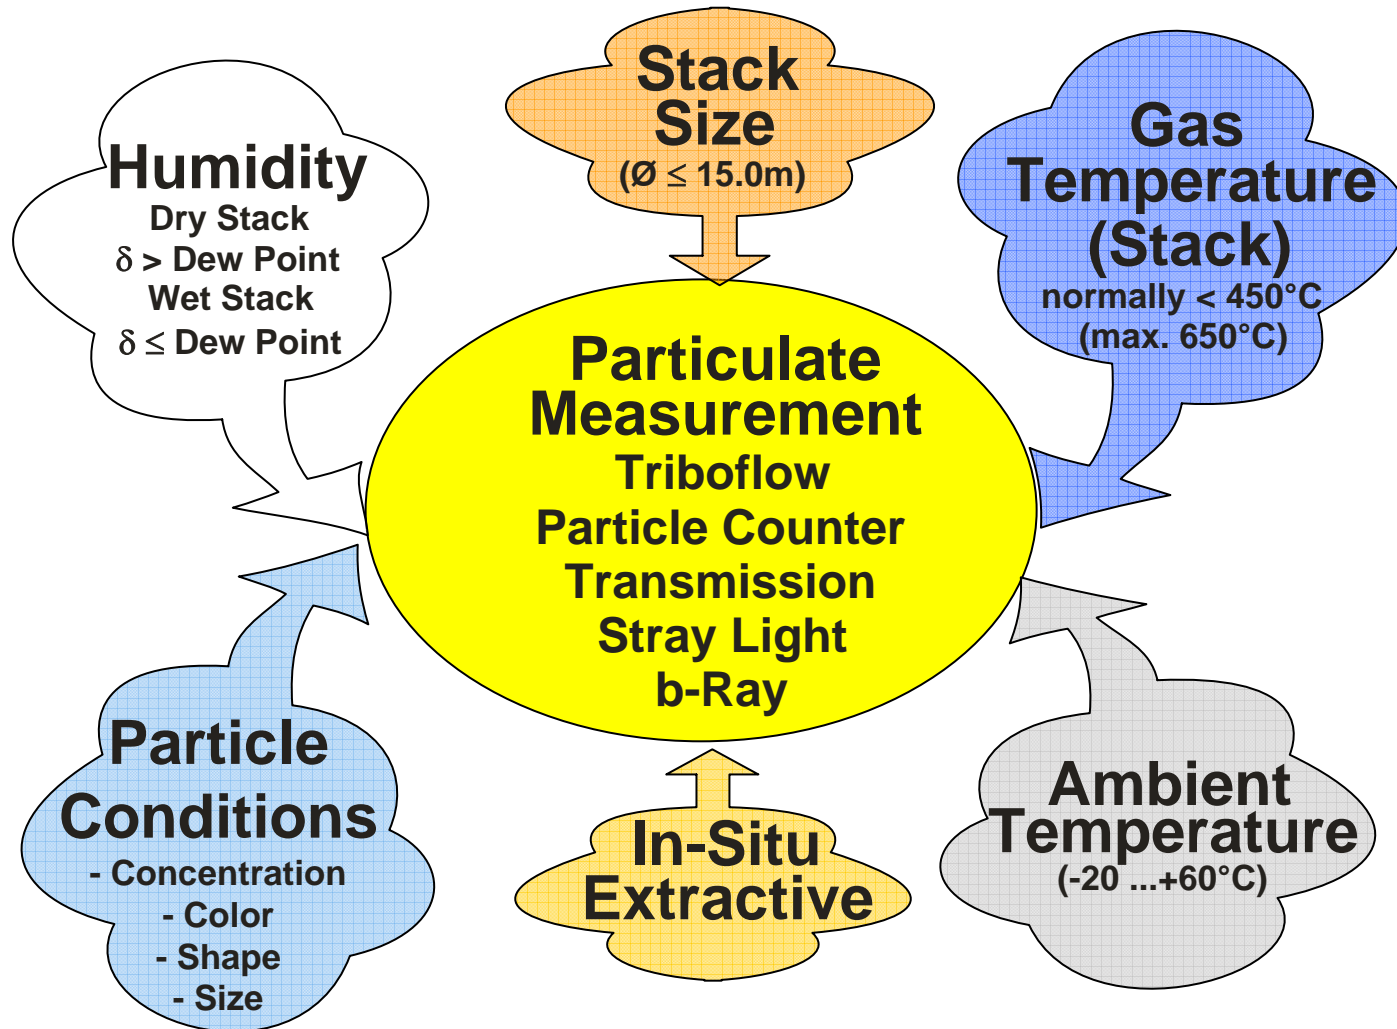 Stack
Size
(Ø ≤ 15.0m)
Humidity
Dry Stack
δ > Dew Point
Wet Stack
δ ≤ Dew Point
Gas
Temperature
(Stack)
normally < 450°C
(max. 650°C)
Particulate
Measurement
Triboflow
Particle Counter
Transmission
Stray Light
b-Ray
Particle
Conditions
- Concentration
- Color
- Shape
- Size
In-Situ
Extractive
Ambient
Temperature
(-20 ...+60°C)